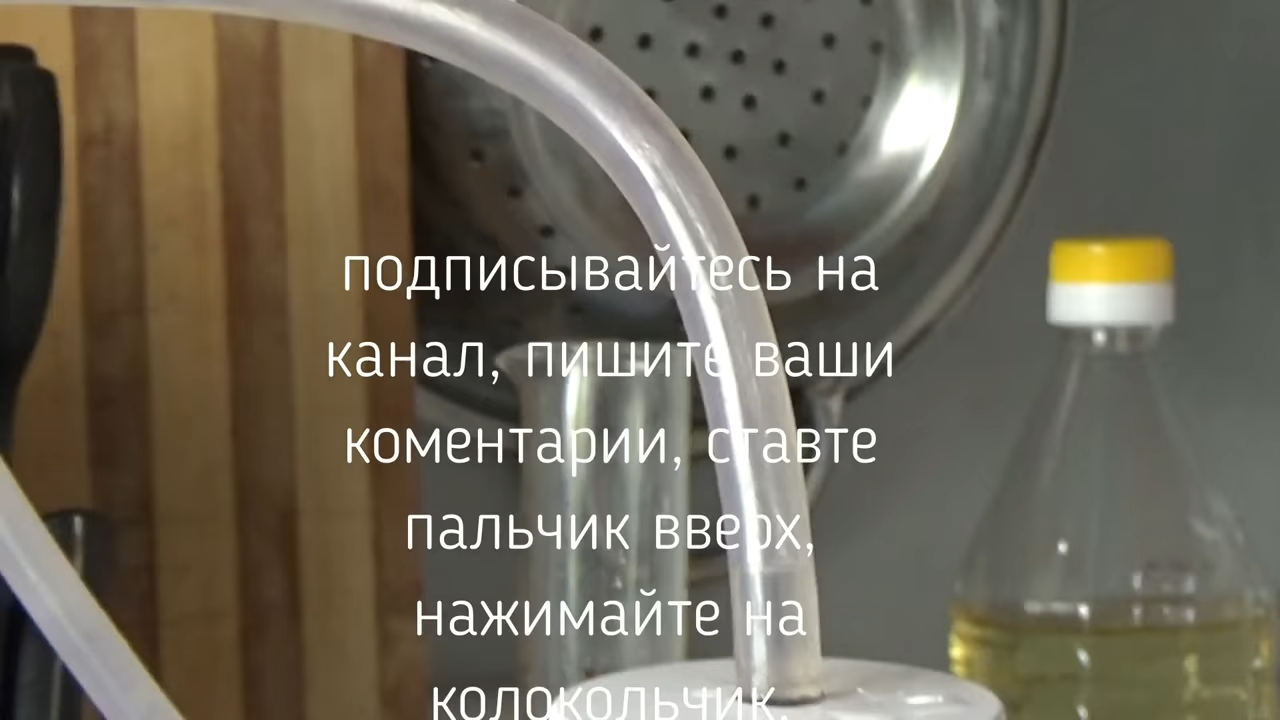 подписывайтесь на
канал, пишите ваши
коментарии, ставте
пальчик вверх,
нажимайте на
колокольчик.